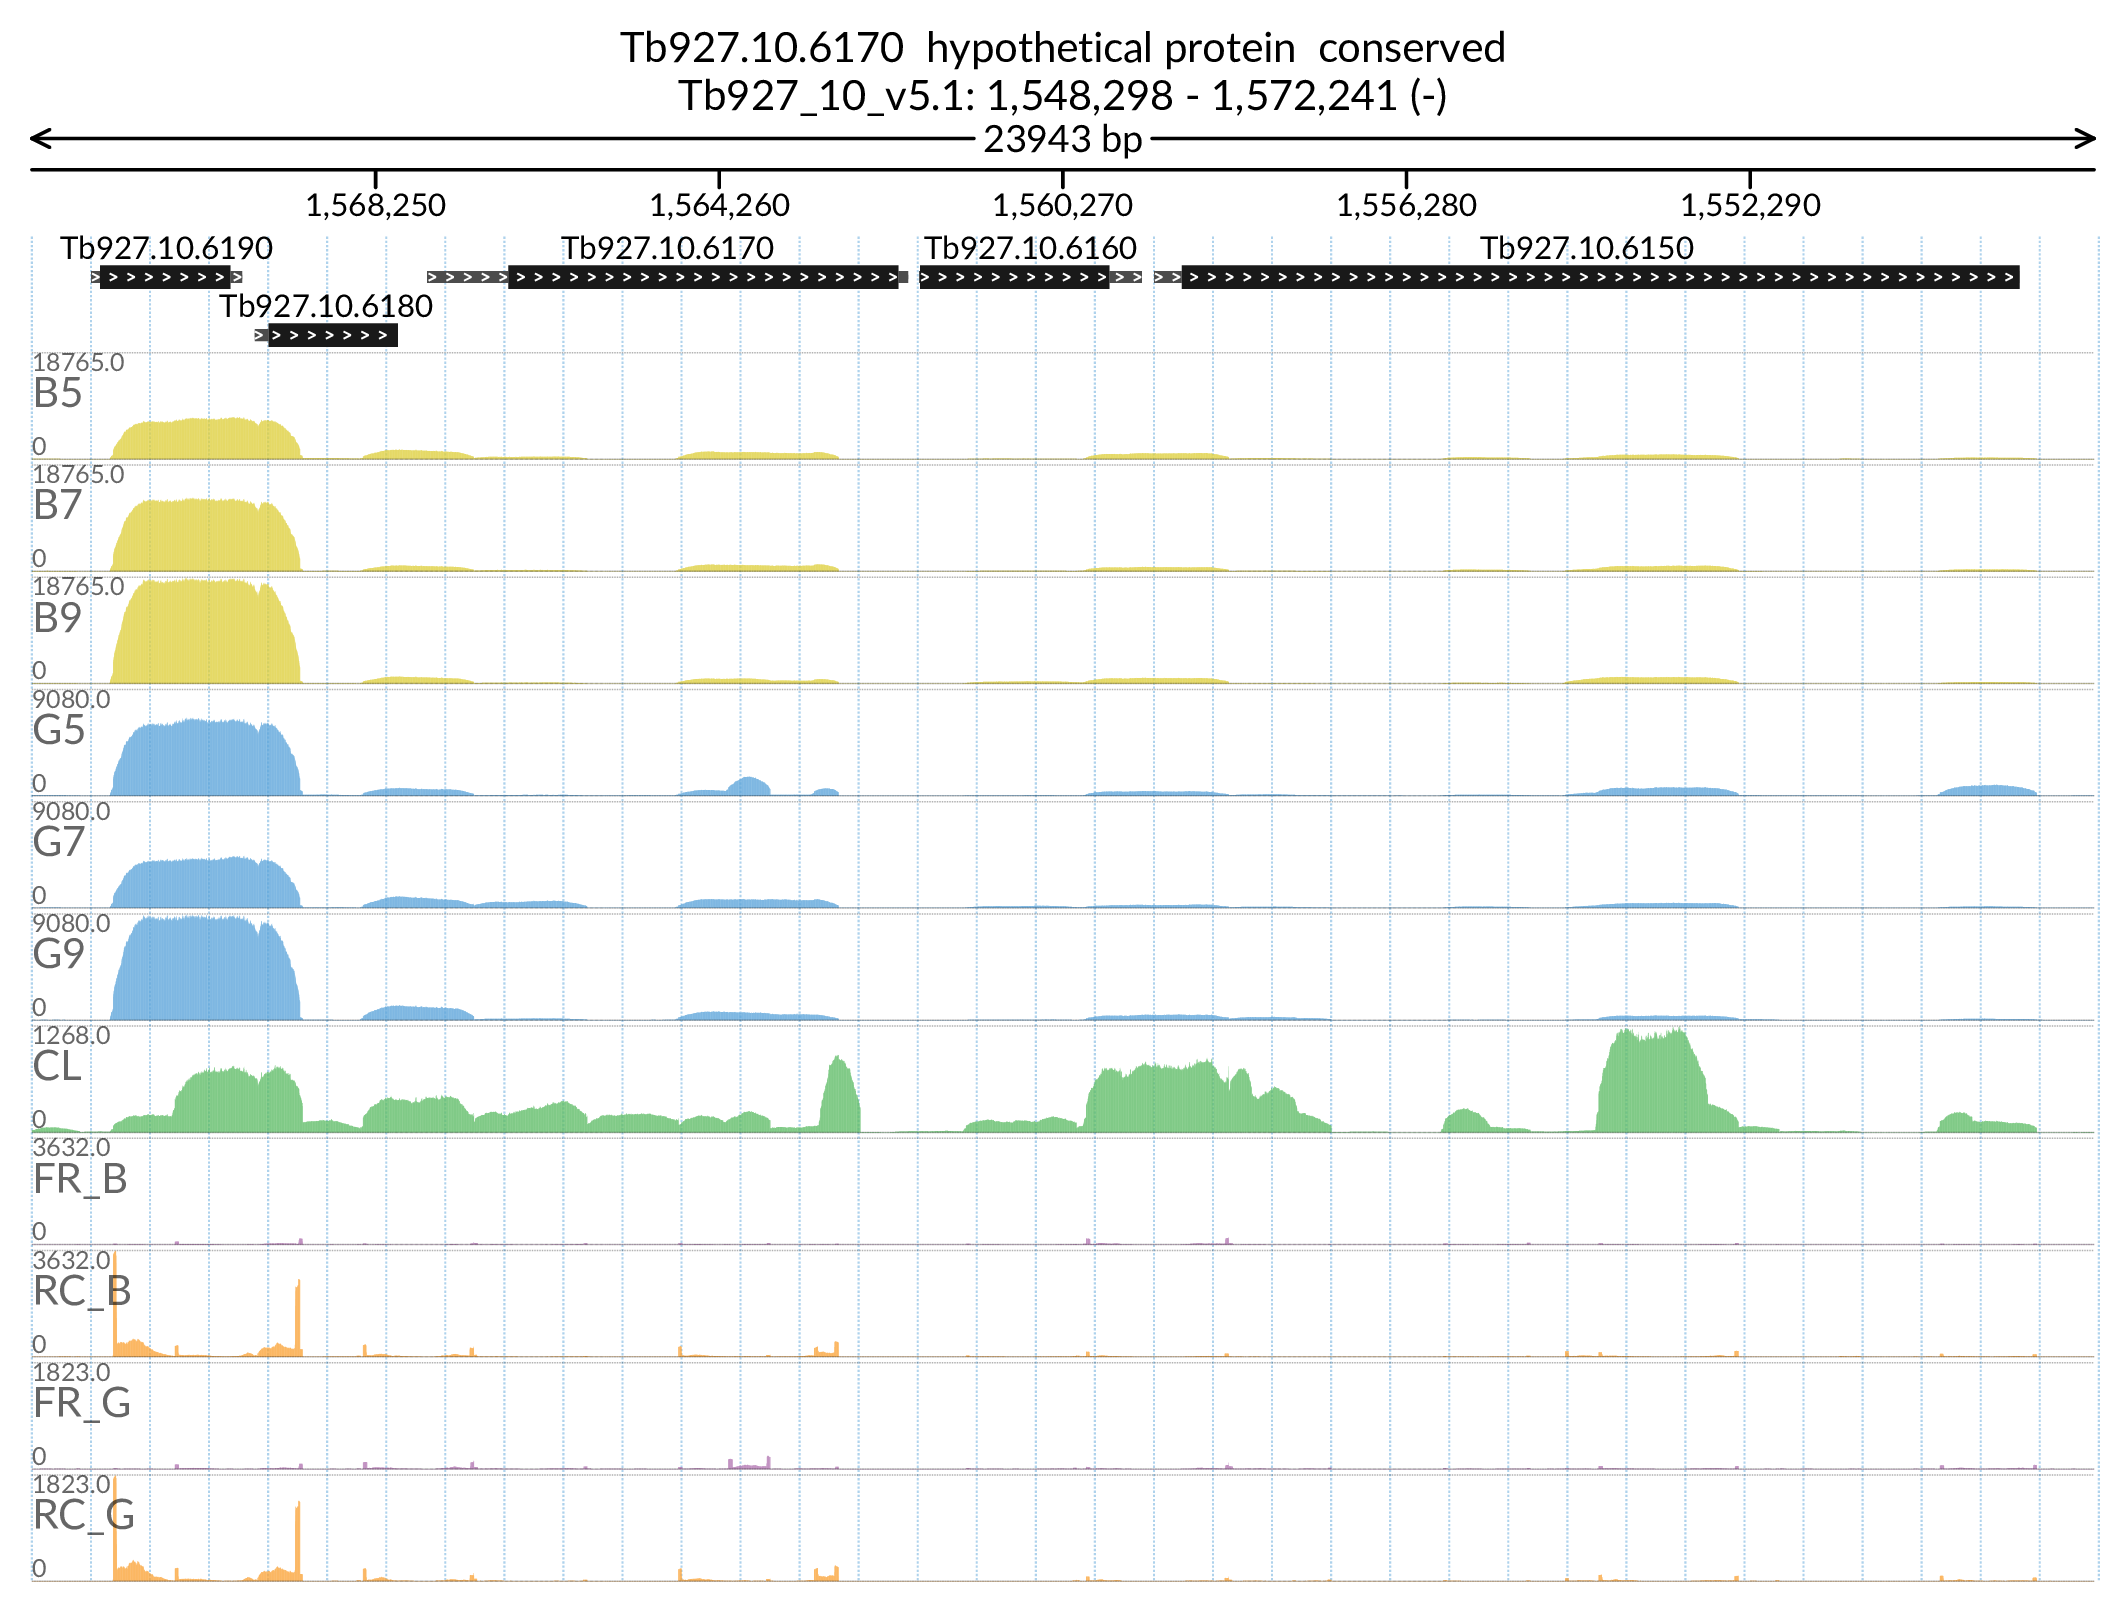 Tb927.10.6170  hypothetical protein  conserved
Tb927_10_v5.1: 1,548,298 - 1,572,241 (-)
23943 bp
1,568,250 1,564,260 1,560,270 1,556,280 1,552,290
Tb927.10.6190 Tb927.10.6170 Tb927.10.6160 Tb927.10.6150
Tb927.10.6180
18765.0
B5
0
18765.0
B7
0
18765.0
B9
0
9080.0
G5
0
9080.0
G7
0
9080.0
G9
0
1268.0
CL
0
3632.0
FR_B
0
3632.0
RC_B
0
1823.0
FR_G
0
1823.0
RC_G
0